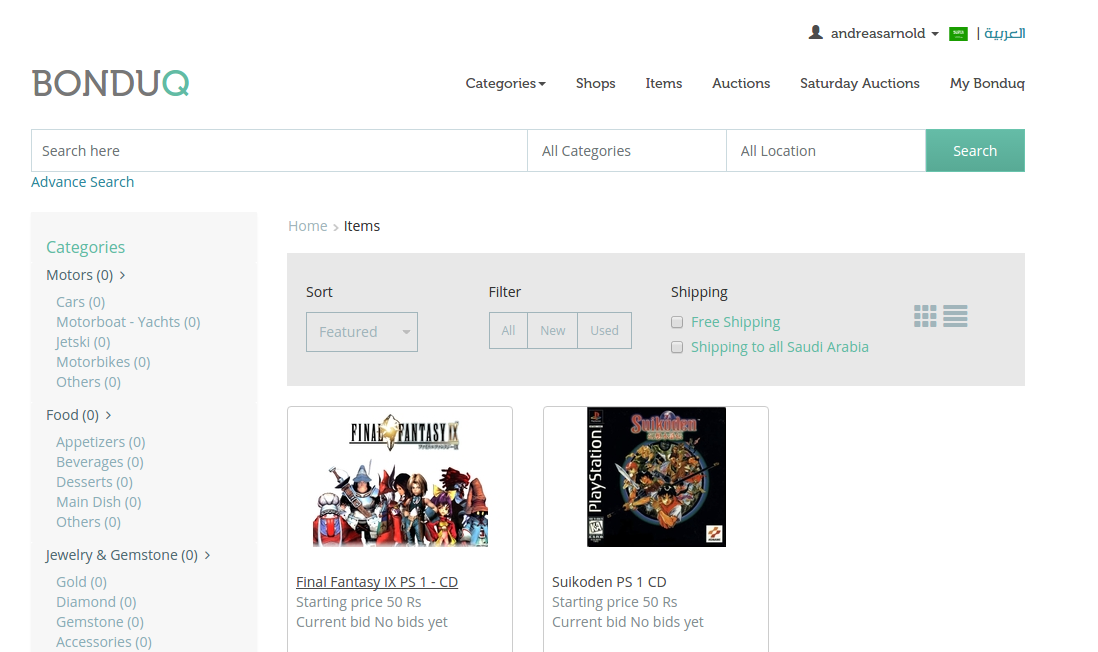 andreasarnold | العربية
BONDUQ
Categories Shops Items Auctions Saturday Auctions My Bonduq
Search here All Categories All Location Search
Advance Search
Home > Items
Categories
Motors (0) >
Cars (0)
Motorboat - Yachts (0)
Jetski (0)
Motorbikes (0)
Others (0)
Food (0) >
Appetizers (0)
Beverages (0)
Desserts (0)
Main Dish (0)
Others (0)
Jewelry & Gemstone (0) >
Gold (0)
Diamond (0)
Gemstone (0)
Accessories (0)
Sort
Featured
Filter
All New Used
Shipping
Free Shipping
Shipping to all Saudi Arabia
FINAL FANTASY IX
Final Fantasy IX PS 1 - CD
Starting price 50 Rs
Current bid No bids yet
PlayStation
Suikoden
KONAMI
Suikoden PS 1 CD
Starting price 50 Rs
Current bid No bids yet